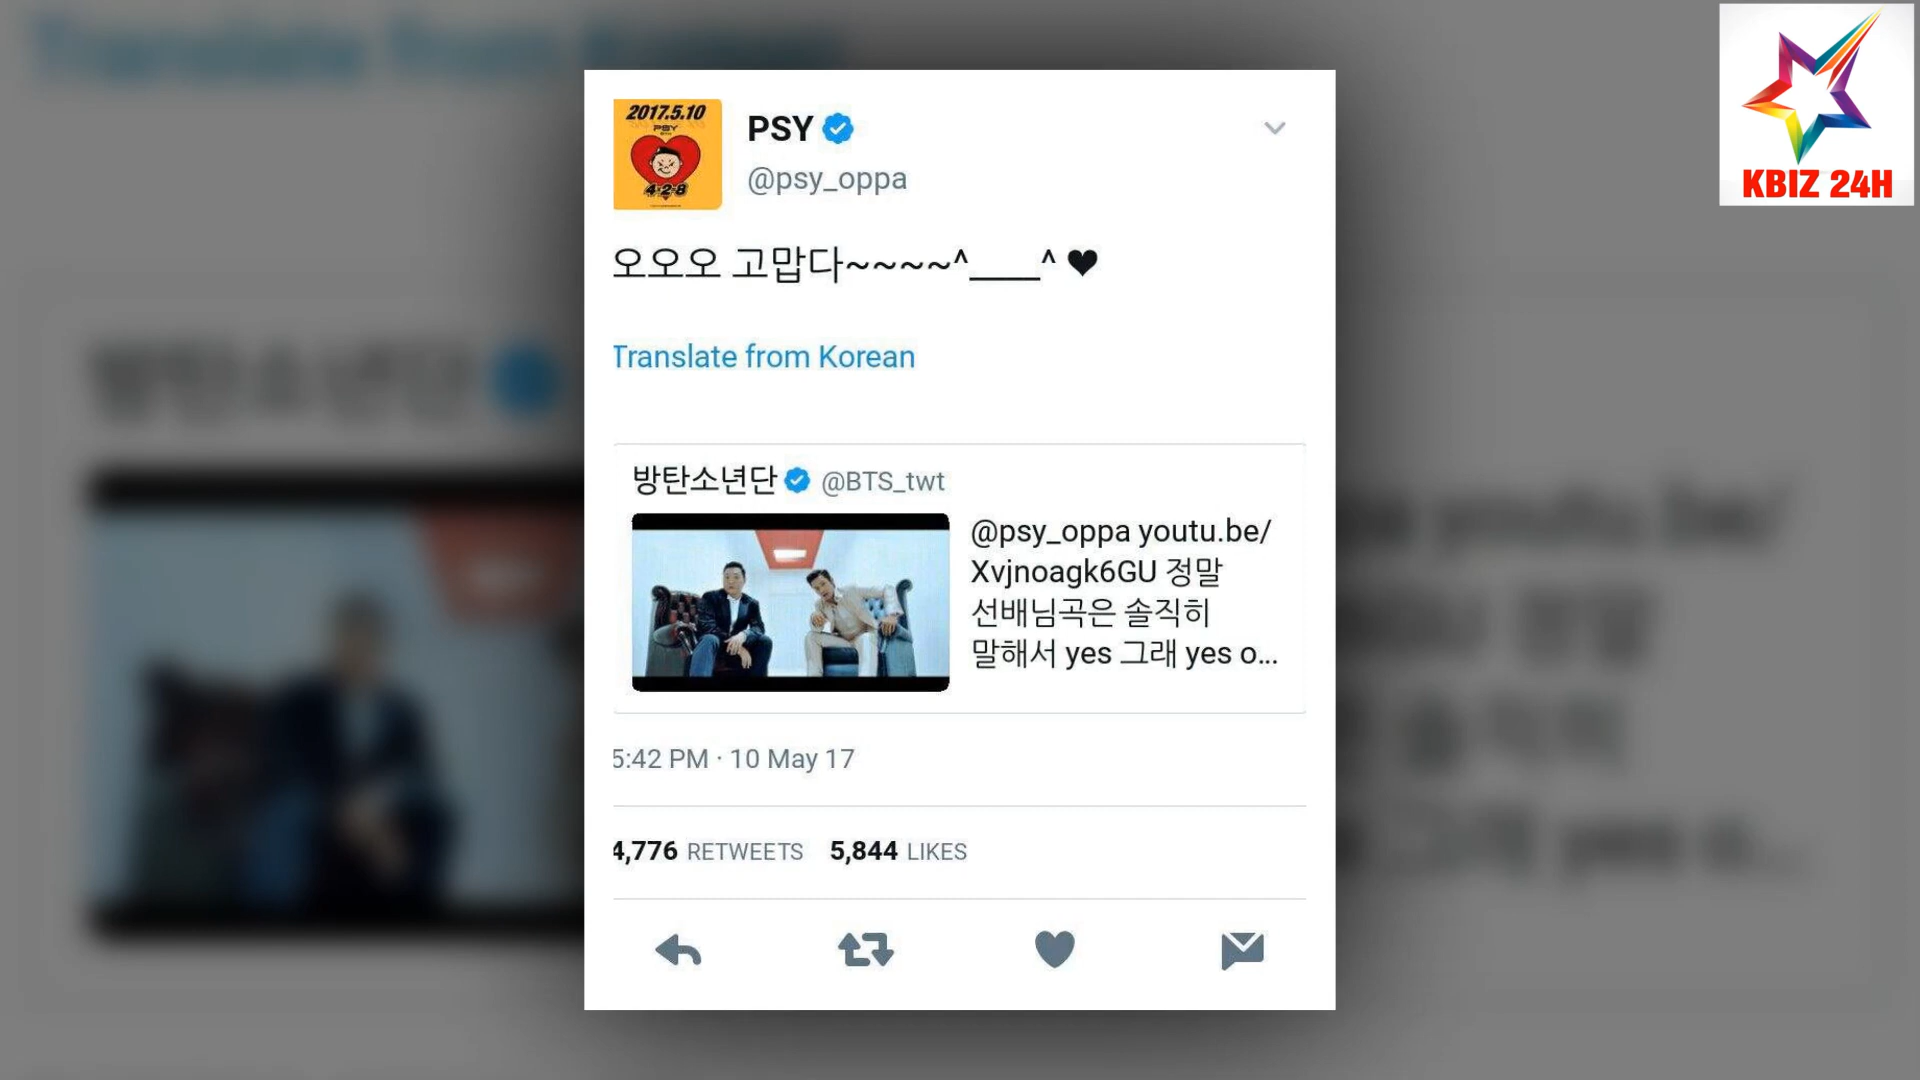 2017.5.10
PSY
4·2·8
PSY
@psy_oppa
오오오 고맙다~~~~^____^ ♥
Translate from Korean
방탄소년단 @BTS_twt
@psy_oppa youtu.be/
Xvjnoagk6GU 정말
선배님곡은 솔직히
말해서 yes 그래 yes o...
5:42 PM · 10 May 17
4,776 RETWEETS 5,844 LIKES
KBIZ 24H